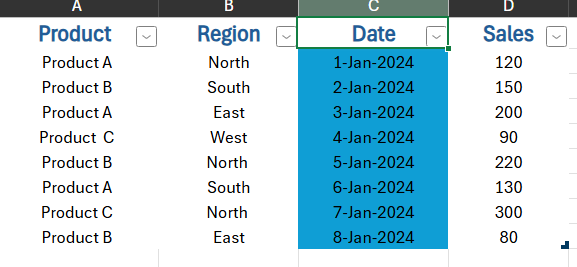 A B C D
Product Region Date Sales
Product A North 1-Jan-2024 120
Product B South 2-Jan-2024 150
Product A East 3-Jan-2024 200
Product  C West 4-Jan-2024 90
Product B North 5-Jan-2024 220
Product A South 6-Jan-2024 130
Product C North 7-Jan-2024 300
Product B East 8-Jan-2024 80